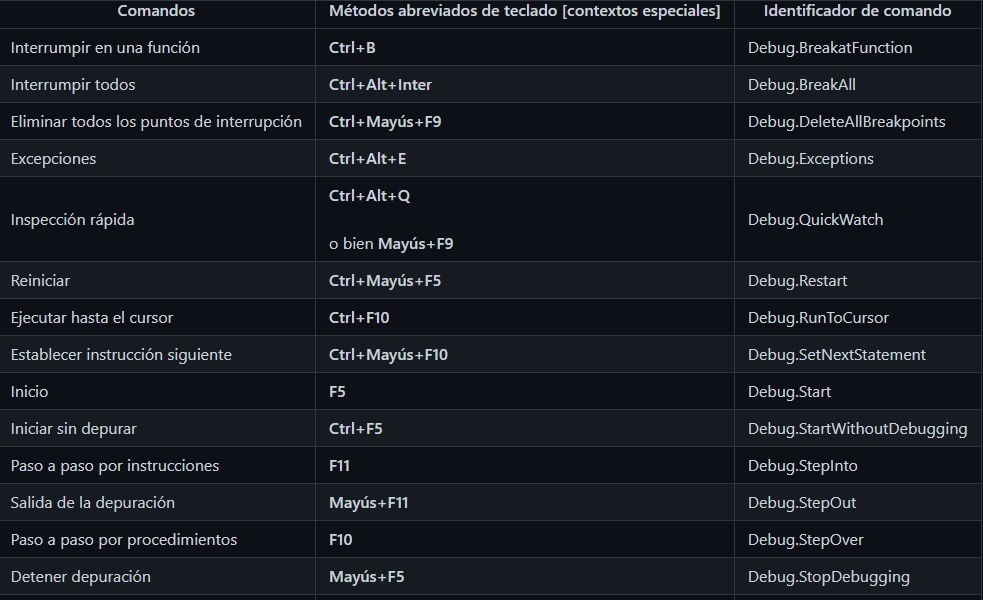 Comandos Métodos abreviados de teclado [contextos especiales] Identificador de comando
Interrumpir en una función Ctrl+B Debug.BreakatFunction
Interrumpir todos Ctrl+Alt+Inter Debug.BreakAll
Eliminar todos los puntos de interrupción Ctrl+Mayús+F9 Debug.DeleteAllBreakpoints
Excepciones Ctrl+Alt+E Debug.Exceptions
Inspección rápida Ctrl+Alt+Q
o bien Mayús+F9 Debug.QuickWatch
Reiniciar Ctrl+Mayús+F5 Debug.Restart
Ejecutar hasta el cursor Ctrl+F10 Debug.RunToCursor
Establecer instrucción siguiente Ctrl+Mayús+F10 Debug.SetNextStatement
Inicio F5 Debug.Start
Iniciar sin depurar Ctrl+F5 Debug.StartWithoutDebugging
Paso a paso por instrucciones F11 Debug.StepInto
Salida de la depuración Mayús+F11 Debug.StepOut
Paso a paso por procedimientos F10 Debug.StepOver
Detener depuración Mayús+F5 Debug.StopDebugging